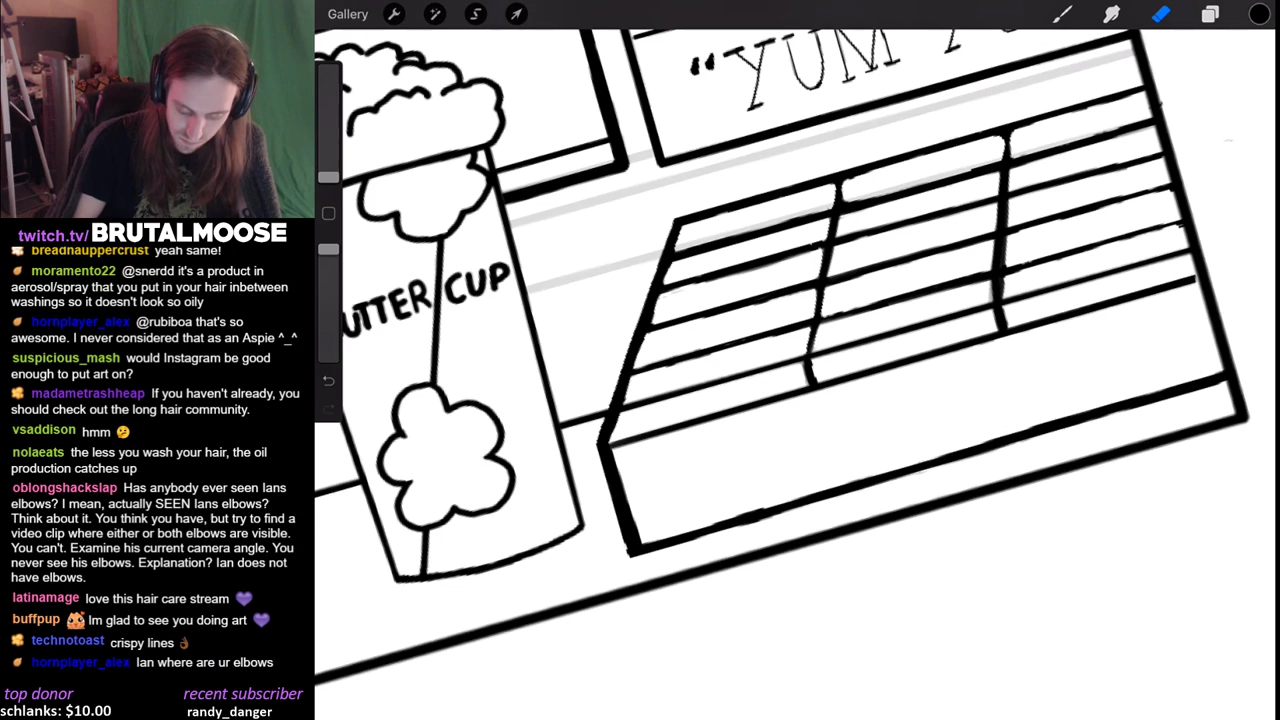 Gallery
"YUM
UTTER CUP
twitch.tv/BRUTALMOOSE
breadnauppercrust yeah same!
moramento22 @snerd it's a product in
aerosol/spray that you put in your hair inbetween
washings so it doesn't look so oily
hornplayer_alex @rubiboa that's so
awesome. I never considered that as an Aspie ^_^
suspicious_mash would Instagram be good
enough to put art on?
madametrashheap If you haven't already, you
should check out the long hair community.
vsaddison hmm 🤔
nolaeats the less you wash your hair, the oil
production catches up
oblongshackslap Has anybody ever seen Ians
elbows? I mean, actually SEEN Ians elbows?
Think about it. You think you have, but try to find a
video clip where either or both elbows are visible.
You can't. Examine his current camera angle. You
never see his elbows. Explanation? Ian does not
have elbows.
latinamage love this hair care stream 💜
buffpup Im glad to see you doing art 💜
technotoast crispy lines 👌🏾
hornplayer_alex Ian where are ur elbows
top donor recent subscriber
schlanks: $10.00 randy_danger